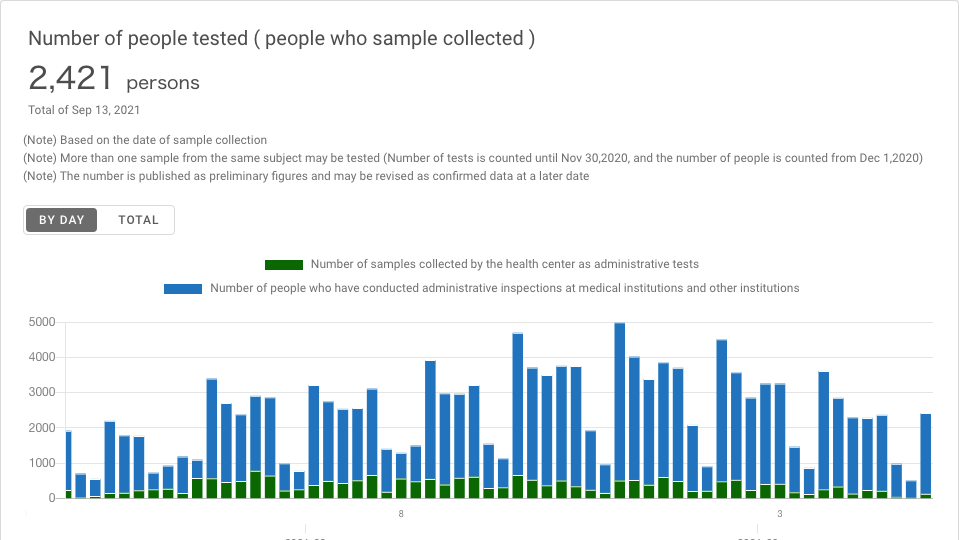 Number of people tested ( people who sample collected )
2,421 persons
Total of Sep 13, 2021
(Note) Based on the date of sample collection
(Note) More than one sample from the same subject may be tested (Number of tests is counted until Nov 30,2020, and the number of people is counted from Dec 1,2020)
(Note) The number is published as preliminary figures and may be revised as confirmed data at a later date
BY DAY TOTAL
Number of samples collected by the health center as administrative tests
Number of people who have conducted administrative inspections at medical institutions and other institutions
5000
4000
3000
2000
1000
0
8 3